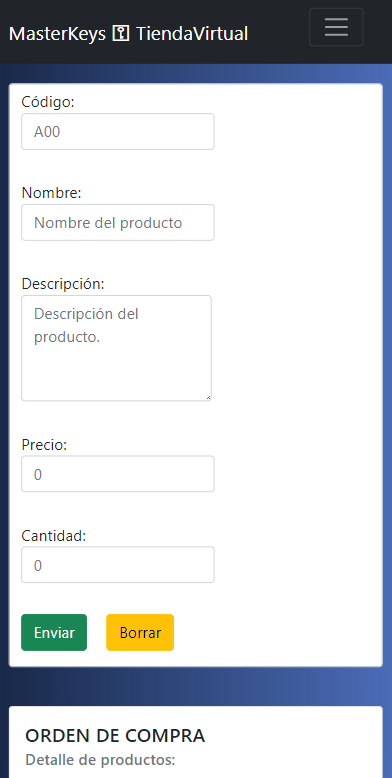 MasterKeys ⚿ TiendaVirtual
Código:
A00
Nombre:
Nombre del producto
Descripción:
Descripción del
producto.
Precio:
0
Cantidad:
0
Enviar Borrar
ORDEN DE COMPRA
Detalle de productos: